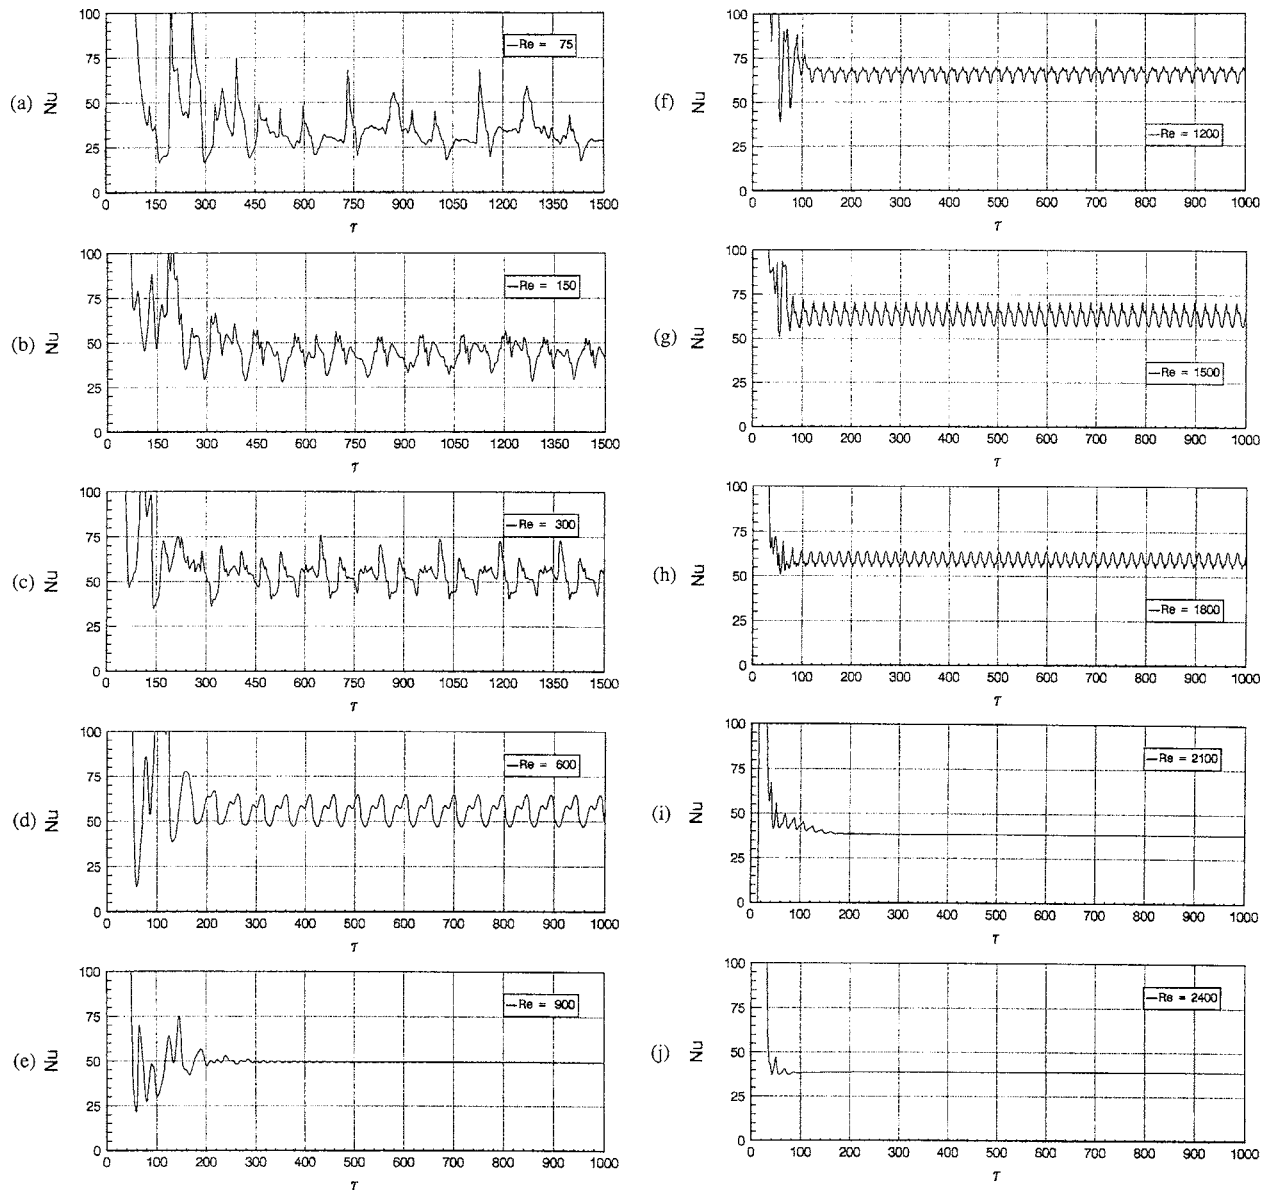 (a)
Nu
100
75
50
25
0
Re = 75
0 150 300 450 600 750 900 1050 1200 1350 1500
τ
(b)
Nu
100
75
50
25
0
Re = 150
0 150 300 450 600 750 900 1050 1200 1350 1500
τ
(c)
Nu
100
75
50
25
0
Re = 300
0 150 300 450 600 750 900 1050 1200 1350 1500
τ
(d)
Nu
100
75
50
25
0
Re = 600
0 100 200 300 400 500 600 700 800 900 1000
τ
(e)
Nu
100
75
50
25
0
Re = 900
0 100 200 300 400 500 600 700 800 900 1000
τ
(f)
Nu
100
75
50
25
0
Re = 1200
0 100 200 300 400 500 600 700 800 900 1000
τ
(g)
Nu
100
75
50
25
0
Re = 1500
0 100 200 300 400 500 600 700 800 900 1000
τ
(h)
Nu
100
75
50
25
0
Re = 1800
0 100 200 300 400 500 600 700 800 900 1000
τ
(i)
Nu
100
75
50
25
0
Re = 2100
0 100 200 300 400 500 600 700 800 900 1000
τ
(j)
Nu
100
75
50
25
0
Re = 2400
0 100 200 300 400 500 600 700 800 900 1000
τ